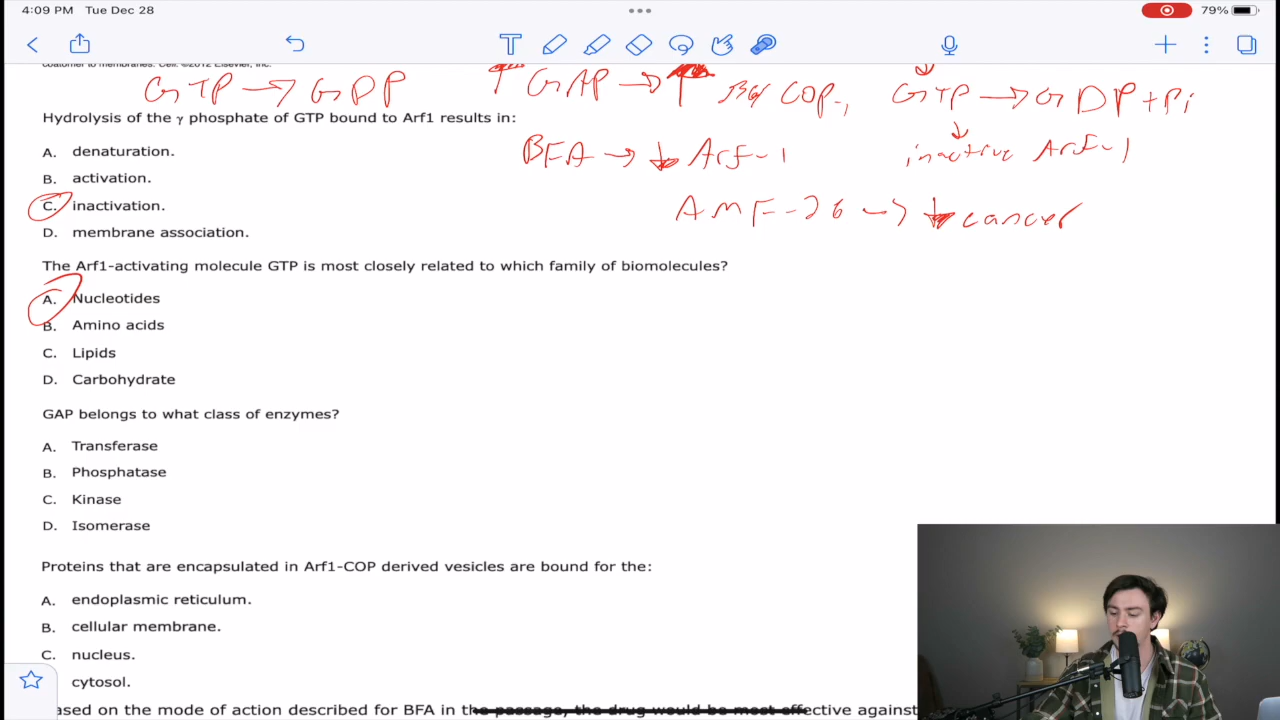 4:09 PM Tue Dec 28
79%
coatomer to membranes. Cell. ©2012 Elsevier, Inc.
GTP → GDP
↑ GAP → ↑ COP-1
GTP → GDP + Pi
Hydrolysis of the γ phosphate of GTP bound to Arf1 results in:
BFA → ↓ Arf-1
inactive Arf-1
A. denaturation.
B. activation.
C. inactivation.
AMF-26 → ↓ cancer
D. membrane association.
The Arf1-activating molecule GTP is most closely related to which family of biomolecules?
A. Nucleotides
B. Amino acids
C. Lipids
D. Carbohydrate
GAP belongs to what class of enzymes?
A. Transferase
B. Phosphatase
C. Kinase
D. Isomerase
Proteins that are encapsulated in Arf1-COP derived vesicles are bound for the:
A. endoplasmic reticulum.
B. cellular membrane.
C. nucleus.
cytosol.
ased on the mode of action described for BFA in the passage, the drug would be most effective against